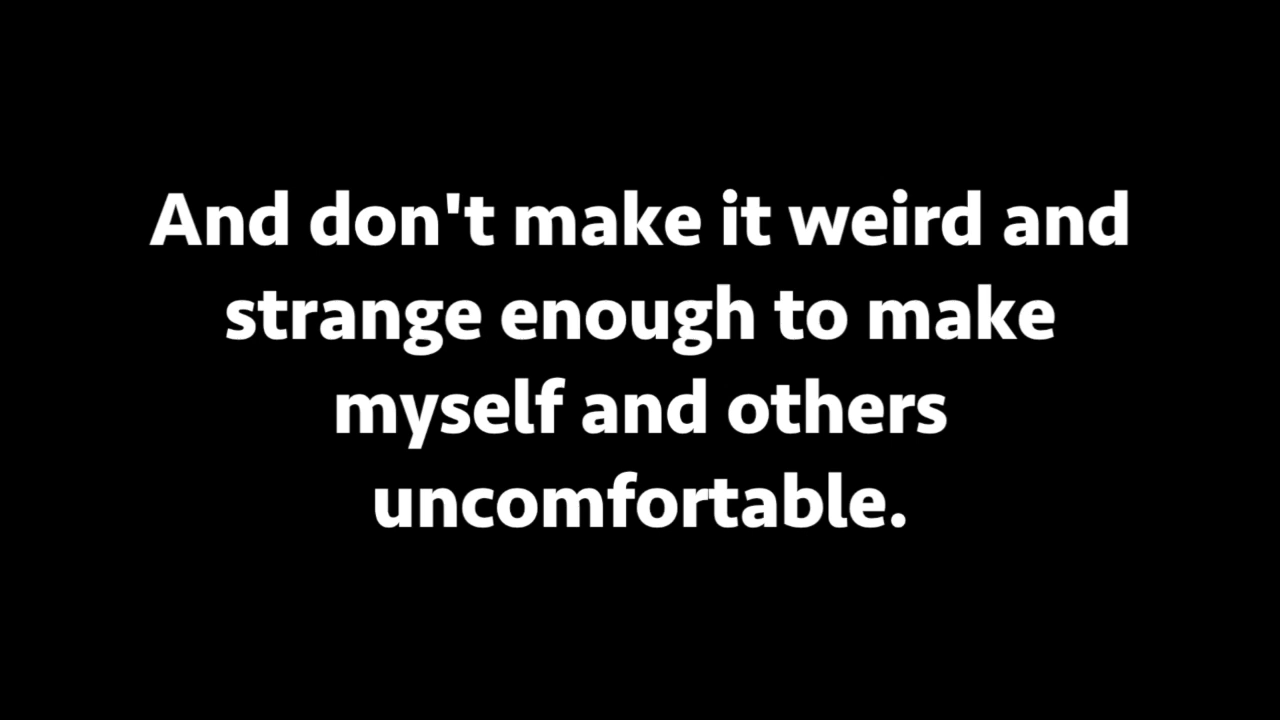 And don't make it weird and
strange enough to make
myself and others
uncomfortable.